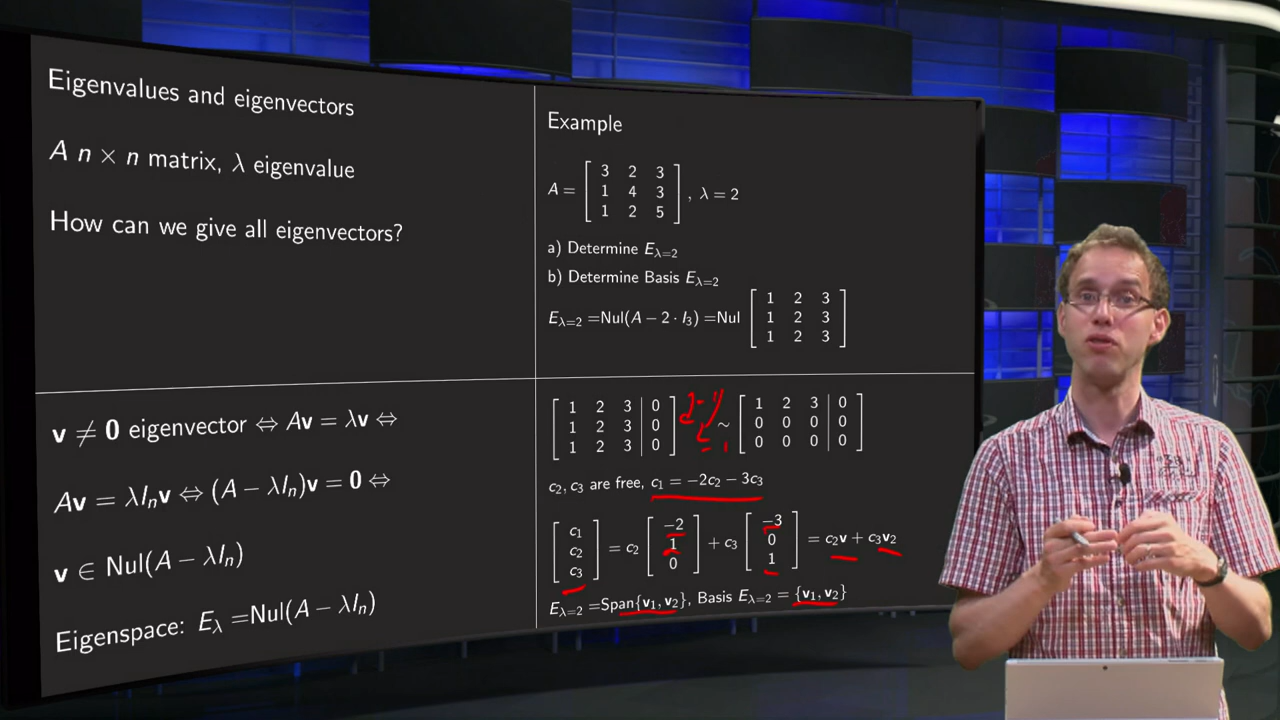 Eigenvalues and eigenvectors
A n × n matrix, λ eigenvalue
How can we give all eigenvectors?
v ≠ 0 eigenvector ⇔ Av = λv ⇔
Av = λIₙv ⇔ (A − λIₙ)v = 0 ⇔
v ∈ Nul(A − λIₙ)
Eigenspace: E_λ =Nul(A − λIₙ)
Example
3 2 3
A = 1 4 3 , λ = 2
1 2 5
a) Determine E_λ=2
b) Determine Basis E_λ=2
1 2 3
E_λ=2 =Nul(A − 2 · I₃) =Nul 1 2 3
1 2 3
1 2 3 | 0 1 2 3 | 0
1 2 3 | 0 ~ 0 0 0 | 0
1 2 3 | 0 0 0 0 | 0
c₂, c₃ are free, c₁ = −2c₂ − 3c₃
c₁ −2 −3
c₂ = c₂ 1 + c₃ 0 = c₂v + c₃v₂
c₃ 0 1
E_λ=2 =Span{v₁, v₂}, Basis E_λ=2 = {v₁, v₂}